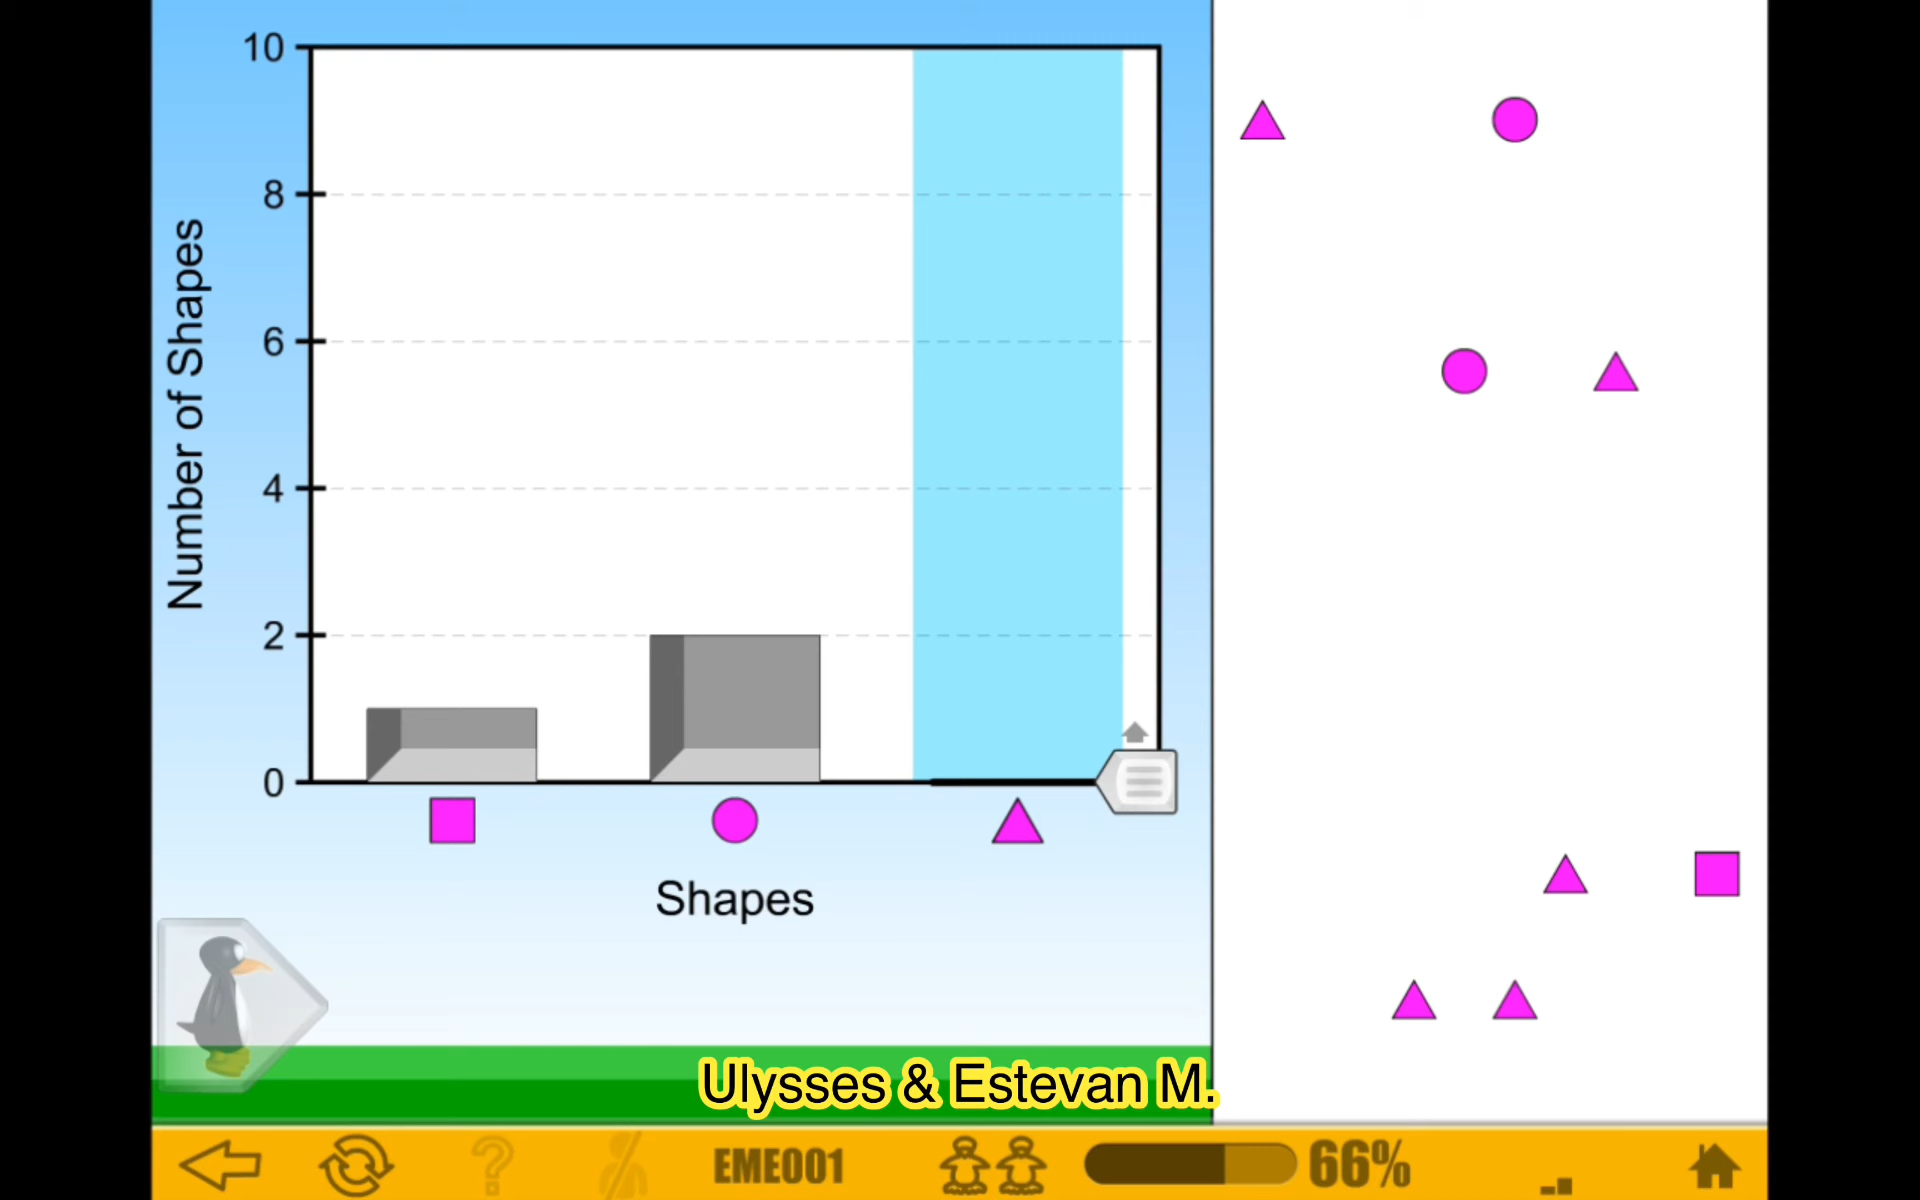 10
8
6
4
2
0
Number of Shapes
Shapes
Ulysses & Estevan M.
?
EME001
66%